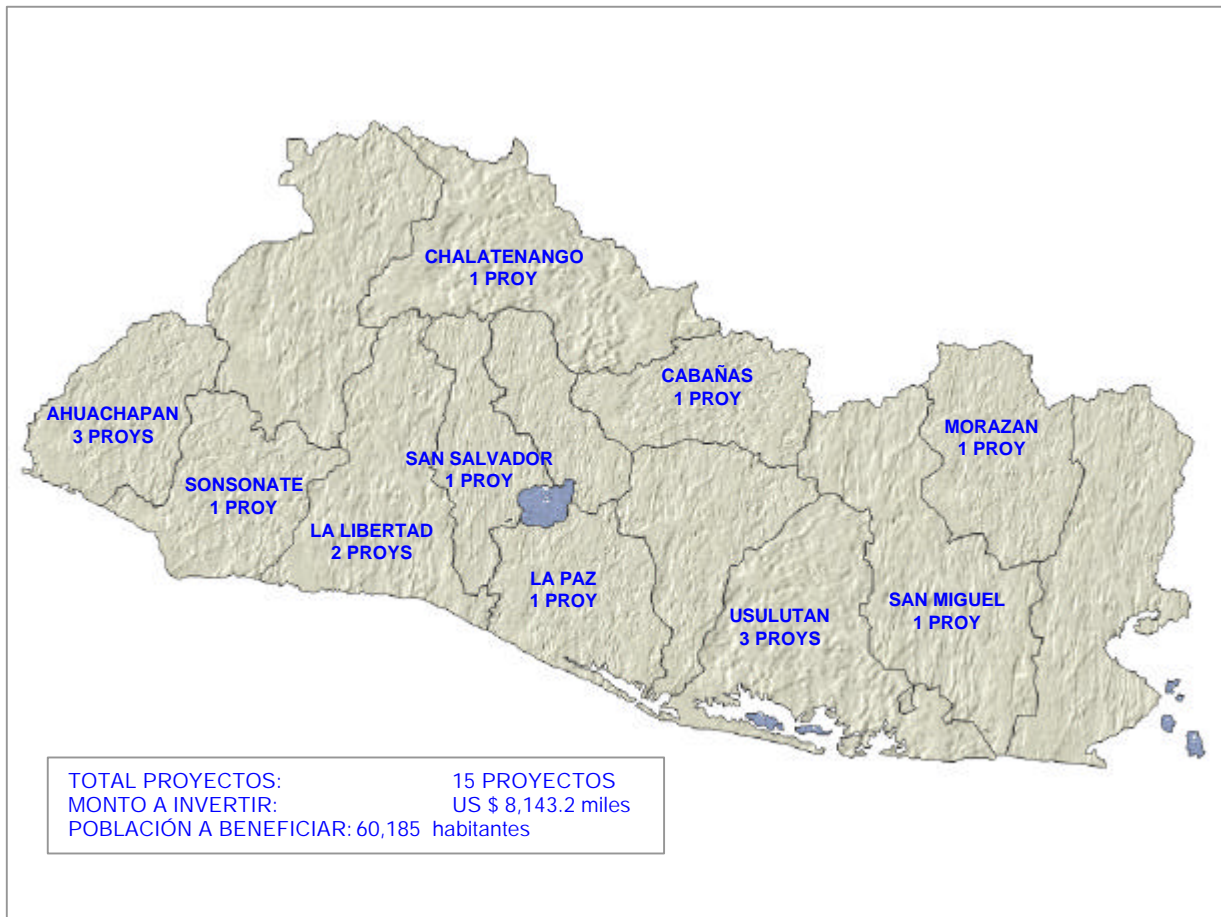 CHALATENANGO
1 PROY
CABAÑAS
1 PROY
AHUACHAPAN
3 PROYS
MORAZAN
1 PROY
SAN SALVADOR
1 PROY
SONSONATE
1 PROY
LA LIBERTAD
2 PROYS
LA PAZ
1 PROY
USULUTAN
3 PROYS
SAN MIGUEL
1 PROY
TOTAL PROYECTOS: 15 PROYECTOS
MONTO A INVERTIR: US $ 8,143.2 miles
POBLACIÓN A BENEFICIAR: 60,185 habitantes